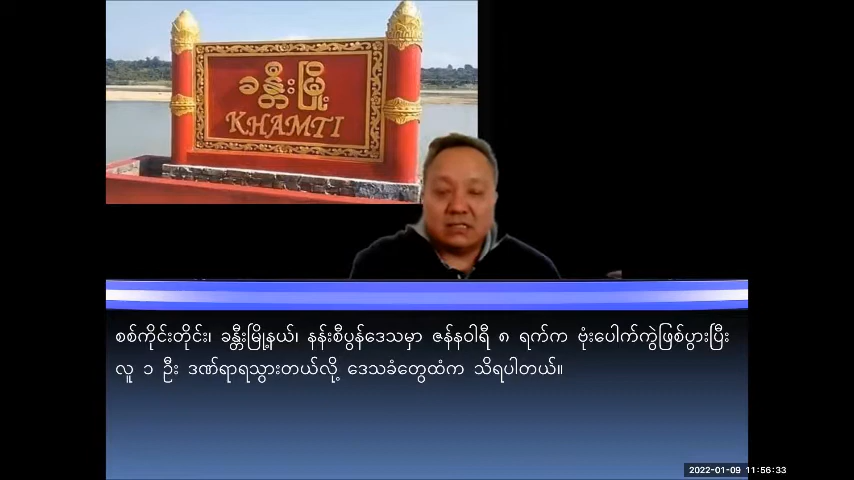 ခန္တီးမြို့
KHAMTI
စစ်ကိုင်းတိုင်း၊ ခန္တီးမြို့နယ်၊ နန်းစီပွန်ဒေသမှာ ဇန်နဝါရီ ၈ ရက်က ဗုံးပေါက်ကွဲဖြစ်ပွားပြီး
လူ ၁ ဦး ဒဏ်ရာရသွားတယ်လို့ ဒေသခံတွေထံက သိရပါတယ်။
2022-01-09 11:56:33